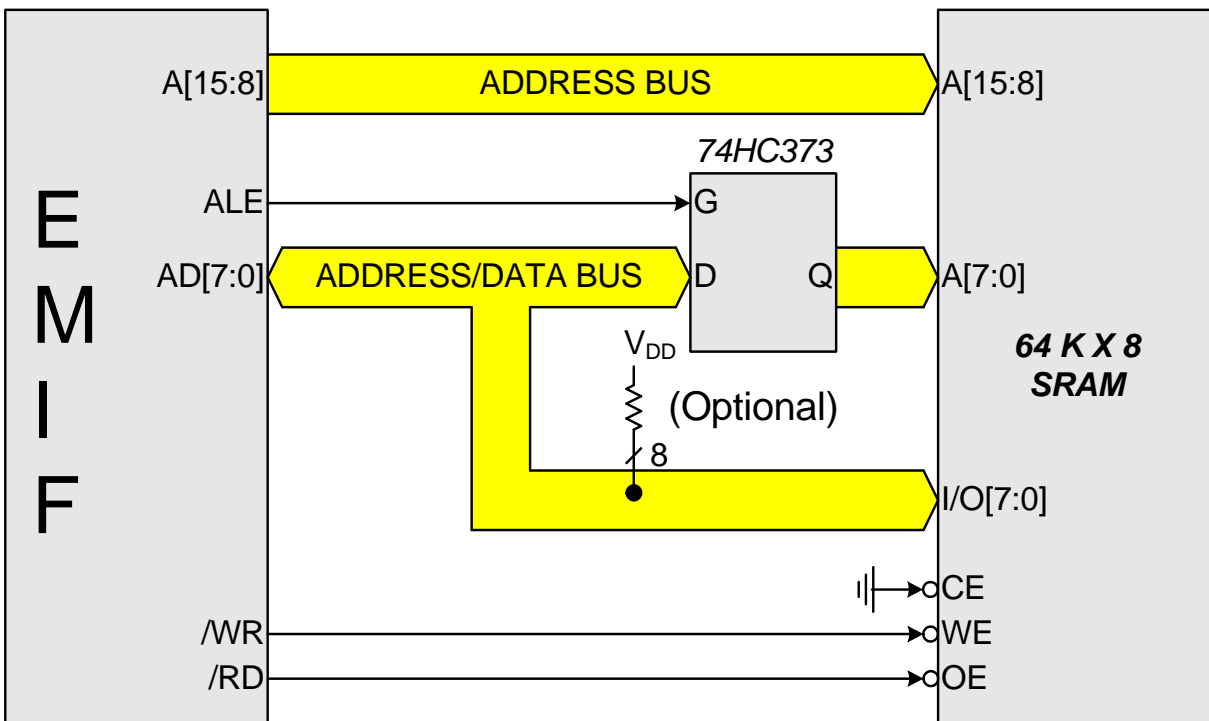 A[15:8] ADDRESS BUS A[15:8]
74HC373
ALE G
AD[7:0] ADDRESS/DATA BUS D Q A[7:0]
E
M
I
F
VDD
(Optional)
8
64 K X 8
SRAM
I/O[7:0]
CE
/WR WE
/RD OE